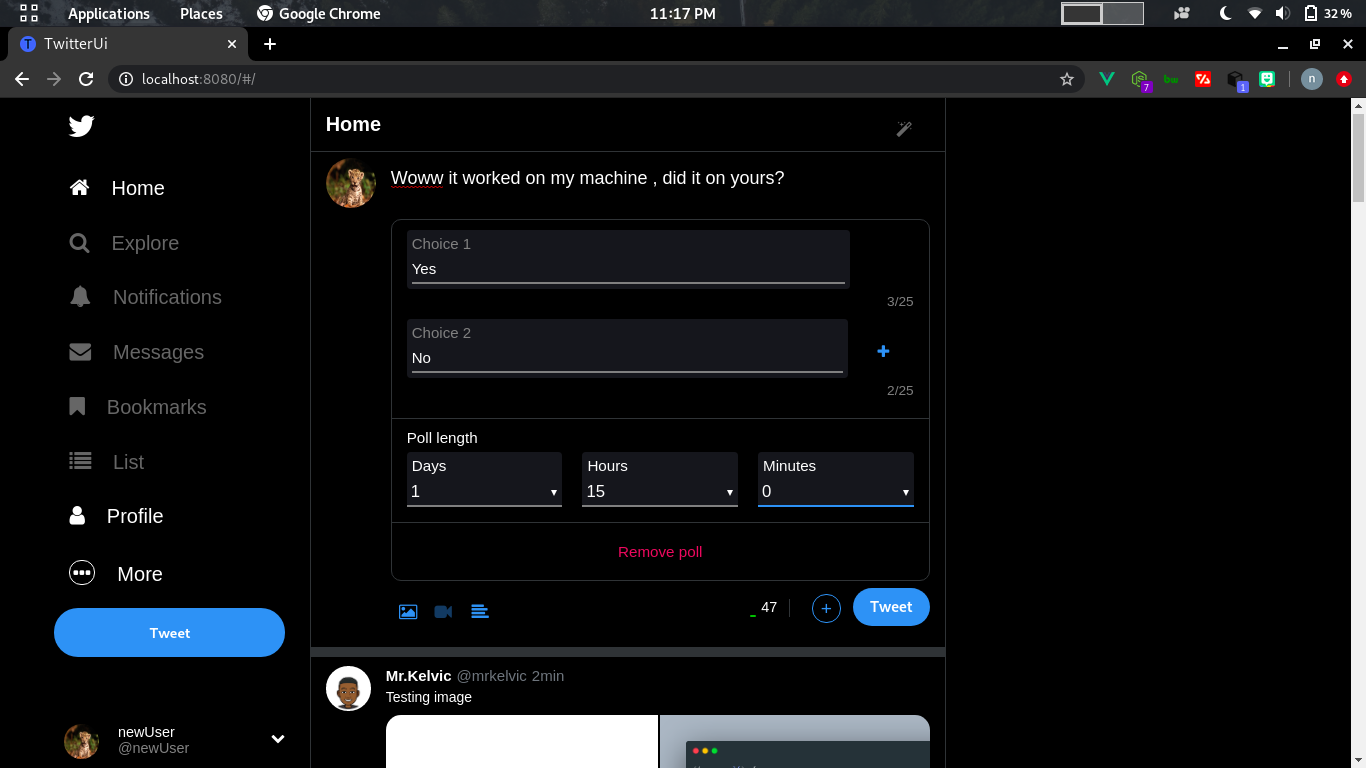 Applications Places Google Chrome 11:17 PM 32 %
T TwitterUi
localhost:8080/#/ 7 bw 1 n
Home
Home
Explore
Notifications
Messages
Bookmarks
List
Profile
More
Tweet
newUser
@newUser
Woww it worked on my machine , did it on yours?
Choice 1
Yes
3/25
Choice 2
No
2/25
Poll length
Days Hours Minutes
1 15 0
Remove poll
47 Tweet
Mr.Kelvic @mrkelvic 2min
Testing image